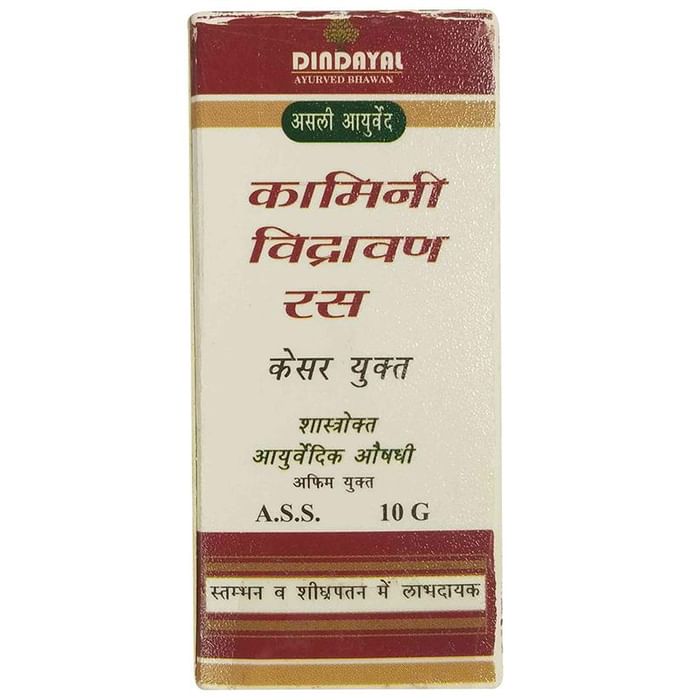 DINDAYAL
AYURVED BHAWAN
असली आयुर्वेद
कामिनी
विद्रावण
रस
केसर युक्त
शास्त्रोक्त
आयुर्वेदिक औषधी
अफिम युक्त
A.S.S. 10 G
स्तम्भन व शीघ्रपतन में लाभदायक